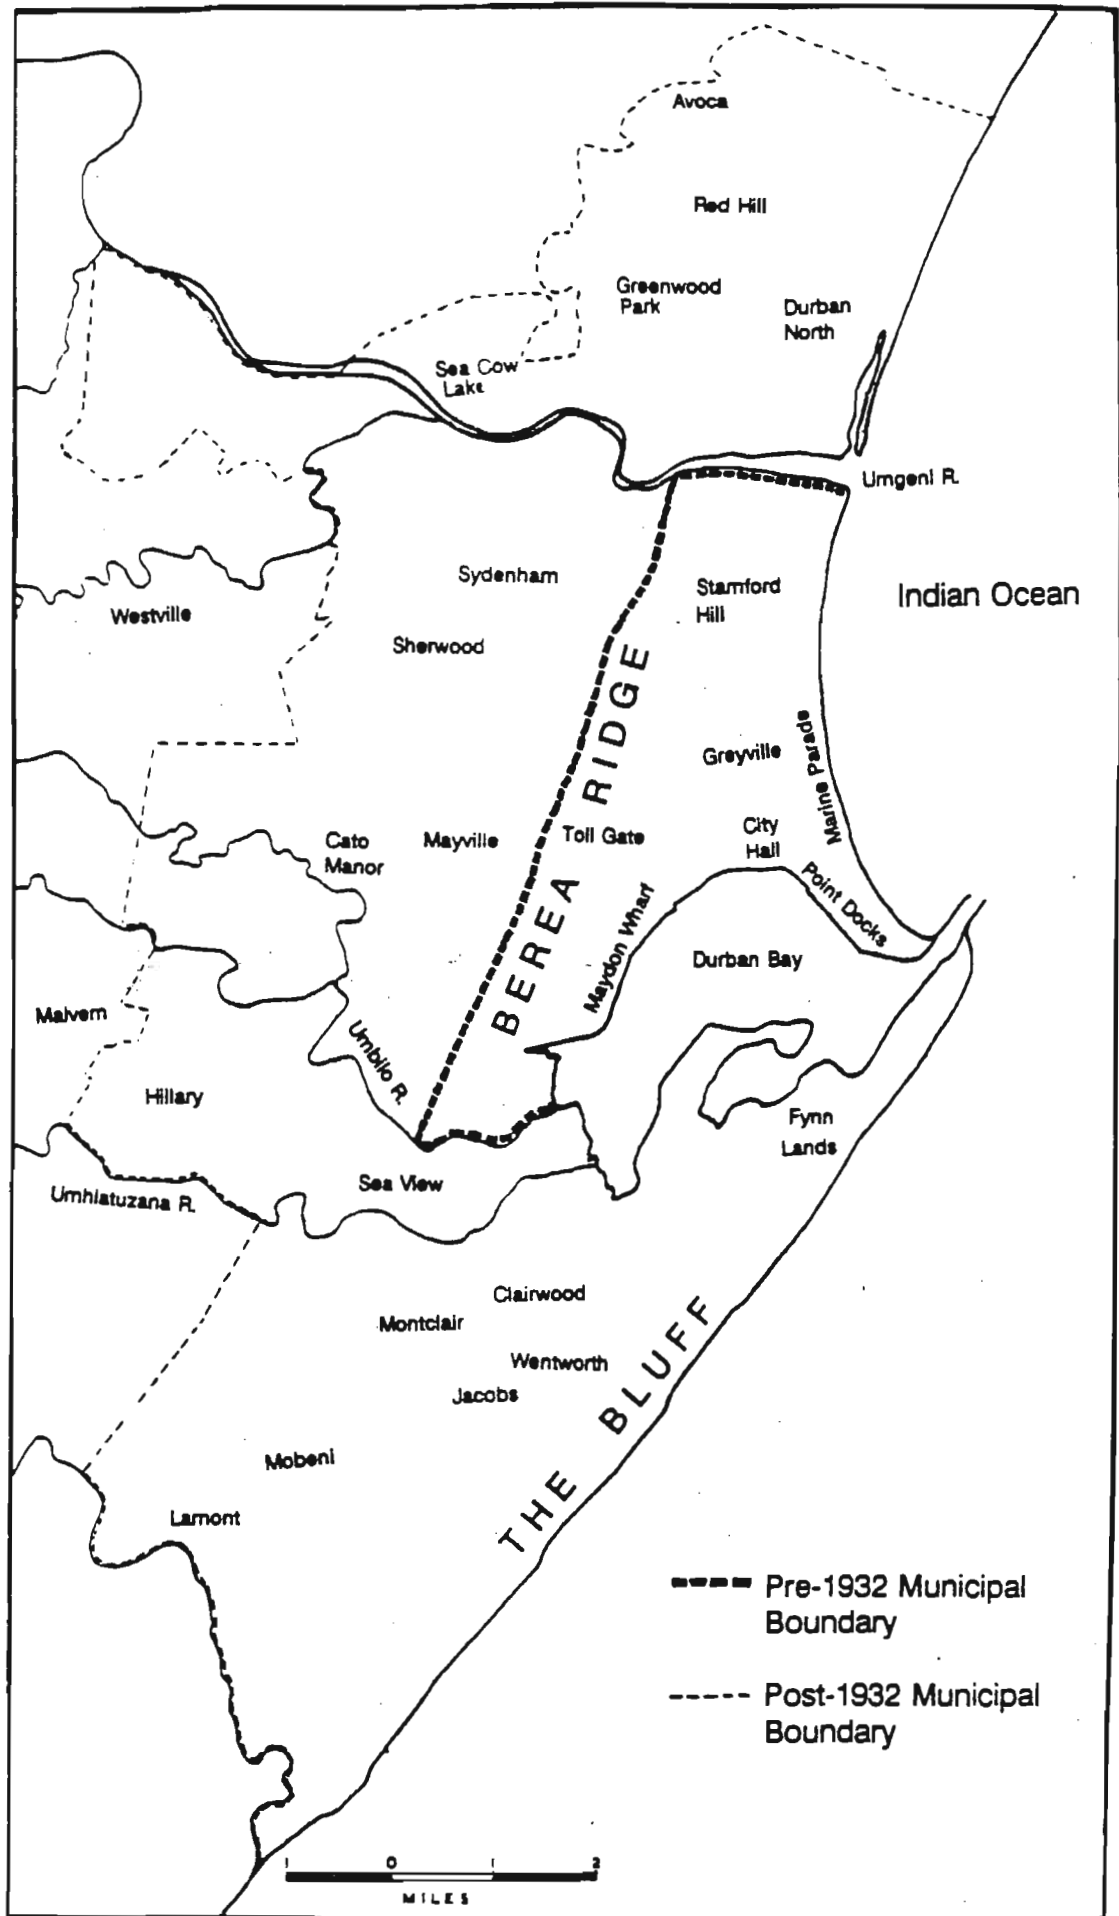 Avoca
Red Hill
Greenwood
Park
Durban
North
Sea Cow
Lake
Umgeni R.
Sydenham
Stamford
Hill
Indian Ocean
Westville
Sherwood
BEREA RIDGE
Greyville
Marine Parade
Cato
Manor
Mayville
Toll Gate
City
Hall
Point Docks
Maydon Wharf
Durban Bay
Malvern
Umbilo R.
Hillary
Fynn
Lands
Sea View
Umhlatuzana R.
Clairwood
Montclair
Wentworth
Jacobs
THE BLUFF
Mobeni
Lamont
Pre-1932 Municipal
Boundary
Post-1932 Municipal
Boundary
1 0 1 2
MILES